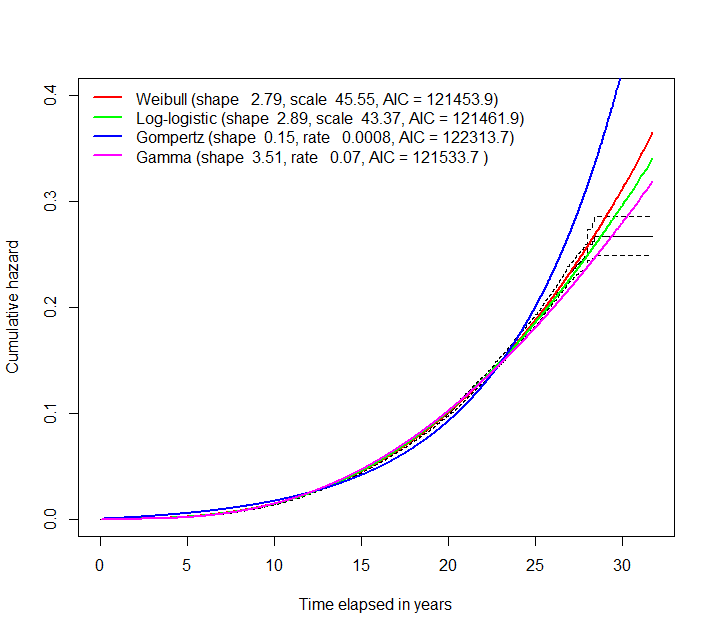 Weibull (shape 2.79, scale 45.55, AIC = 121453.9)
Log-logistic (shape 2.89, scale 43.37, AIC = 121461.9)
Gompertz (shape 0.15, rate 0.0008, AIC = 122313.7)
Gamma (shape 3.51, rate 0.07, AIC = 121533.7 )
Cumulative hazard
0.4
0.3
0.2
0.1
0.0
0 5 10 15 20 25 30
Time elapsed in years